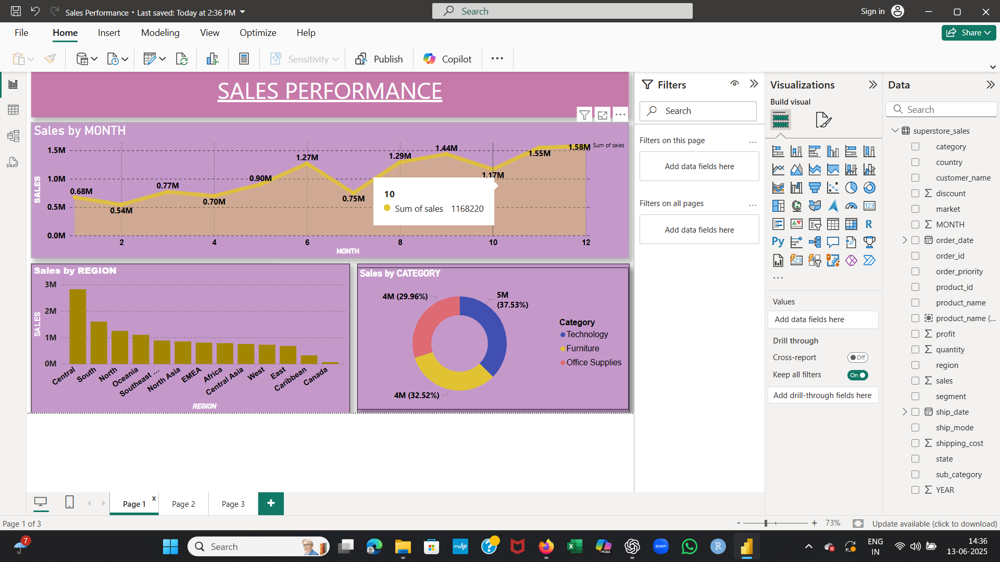 Sales Performance • Last saved: Today at 2:36 PM
Search
Sign in
File Home Insert Modeling View Optimize Help
Share
Sensitivity
Publish
Copilot
SALES PERFORMANCE
Sales by MONTH
SALES
1.5M
1.0M
0.5M
0.0M
0.68M
0.54M
0.77M
0.70M
0.90M
1.27M
0.75M
1.29M
1.44M
1.17M
1.55M
1.58M
Sum of sales
10
Sum of sales 1168220
2 4 6 8 10 12
MONTH
Sales by REGION
SALES
3M
2M
1M
0M
Central
South
North
Oceania
Southeast ...
North Asia
EMEA
Africa
Central Asia
West
East
Caribbean
Canada
REGION
Sales by CATEGORY
4M (29.96%)
5M
(37.53%)
4M (32.52%)
Category
Technology
Furniture
Office Supplies
Filters
Search
Filters on this page
Add data fields here
Filters on all pages
Add data fields here
Visualizations
Build visual
123
R
Py
123
Values
Add data fields here
Drill through
Cross-report
Off
Keep all filters
On
Add drill-through fields here
Data
Search
superstore_sales
category
country
customer_name
discount
market
MONTH
order_date
order_id
order_priority
product_id
product_name
product_name (...
profit
quantity
region
sales
segment
ship_date
ship_mode
shipping_cost
state
sub_category
YEAR
DAX
Page 1 x
Page 2
Page 3
+
Page 1 of 3
- + 73%
Update available (click to download)
7
Search
myhp
M365
zoom
R
ENG
IN
14:36
13-06-2025